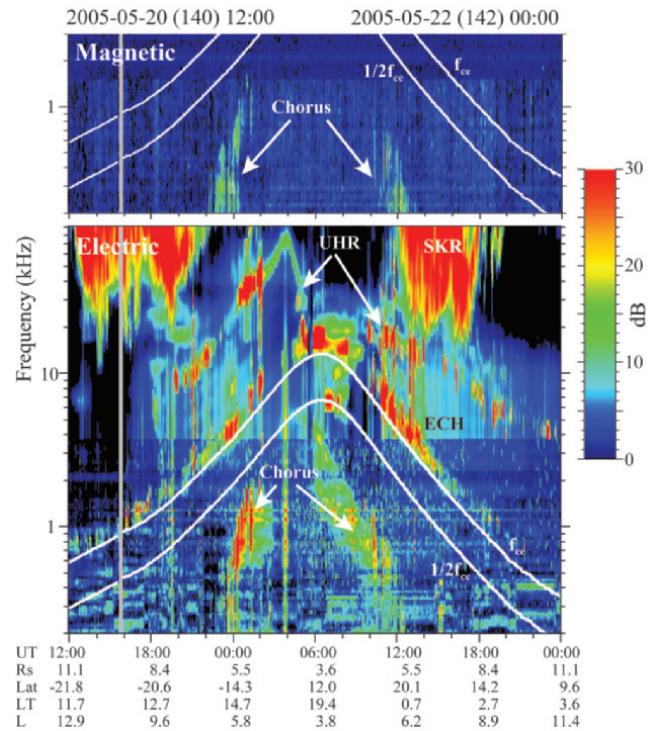 2005-05-20 (140) 12:00 2005-05-22 (142) 00:00
Magnetic
1/2f_ce f_ce
1
Chorus
30
Electric UHR SKR
20
Frequency (kHz)
dB
10
10
ECH
0
Chorus
1
f_ce
1/2f_ce
UT 12:00 18:00 00:00 06:00 12:00 18:00 00:00
Rs 11.1 8.4 5.5 3.6 5.5 8.4 11.1
Lat -21.8 -20.6 -14.3 12.0 20.1 14.2 9.6
LT 11.7 12.7 14.7 19.4 0.7 2.7 3.6
L 12.9 9.6 5.8 3.8 6.2 8.9 11.4